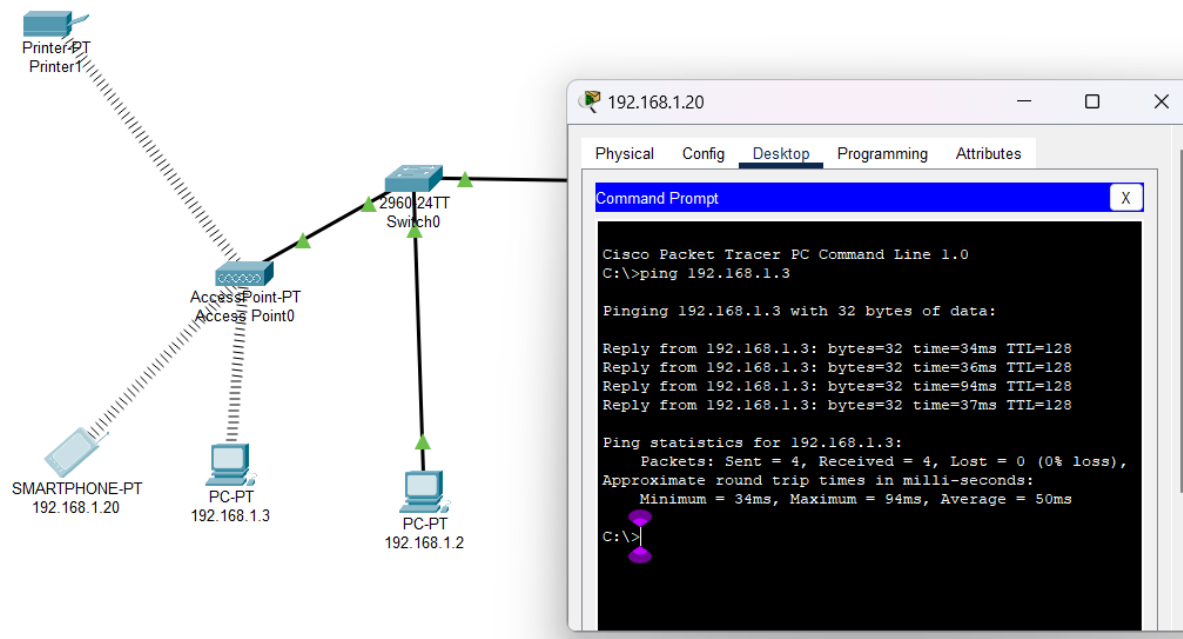 Printer-PT
Printer1
2960-24TT
Switch0
AccessPoint-PT
Access Point0
SMARTPHONE-PT
192.168.1.20
PC-PT
192.168.1.3
PC-PT
192.168.1.2
192.168.1.20
Physical Config Desktop Programming Attributes
Command Prompt X
Cisco Packet Tracer PC Command Line 1.0
C:\>ping 192.168.1.3
Pinging 192.168.1.3 with 32 bytes of data:
Reply from 192.168.1.3: bytes=32 time=34ms TTL=128
Reply from 192.168.1.3: bytes=32 time=36ms TTL=128
Reply from 192.168.1.3: bytes=32 time=94ms TTL=128
Reply from 192.168.1.3: bytes=32 time=37ms TTL=128
Ping statistics for 192.168.1.3:
Packets: Sent = 4, Received = 4, Lost = 0 (0% loss),
Approximate round trip times in milli-seconds:
Minimum = 34ms, Maximum = 94ms, Average = 50ms
C:\>